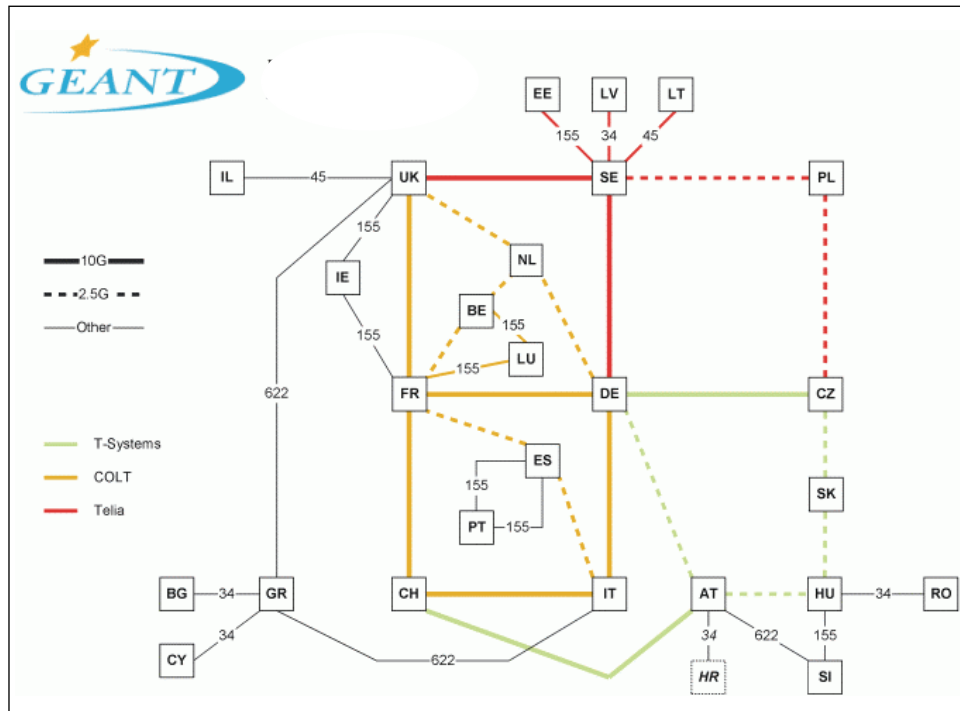 GEANT
EE
LV
LT
155
34
45
IL
45
UK
SE
PL
155
NL
10G
IE
2.5G
BE
155
Other
155
LU
155
622
FR
DE
CZ
T-Systems
ES
COLT
155
SK
Telia
PT
155
BG
34
GR
CH
IT
AT
HU
34
RO
34
34
622
155
CY
622
HR
SI